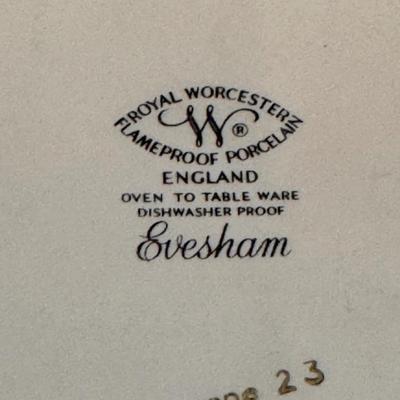 ROYAL WORCESTER
W®
FLAMEPROOF PORCELAIN
ENGLAND
OVEN TO TABLE WARE
DISHWASHER PROOF
Evesham
23